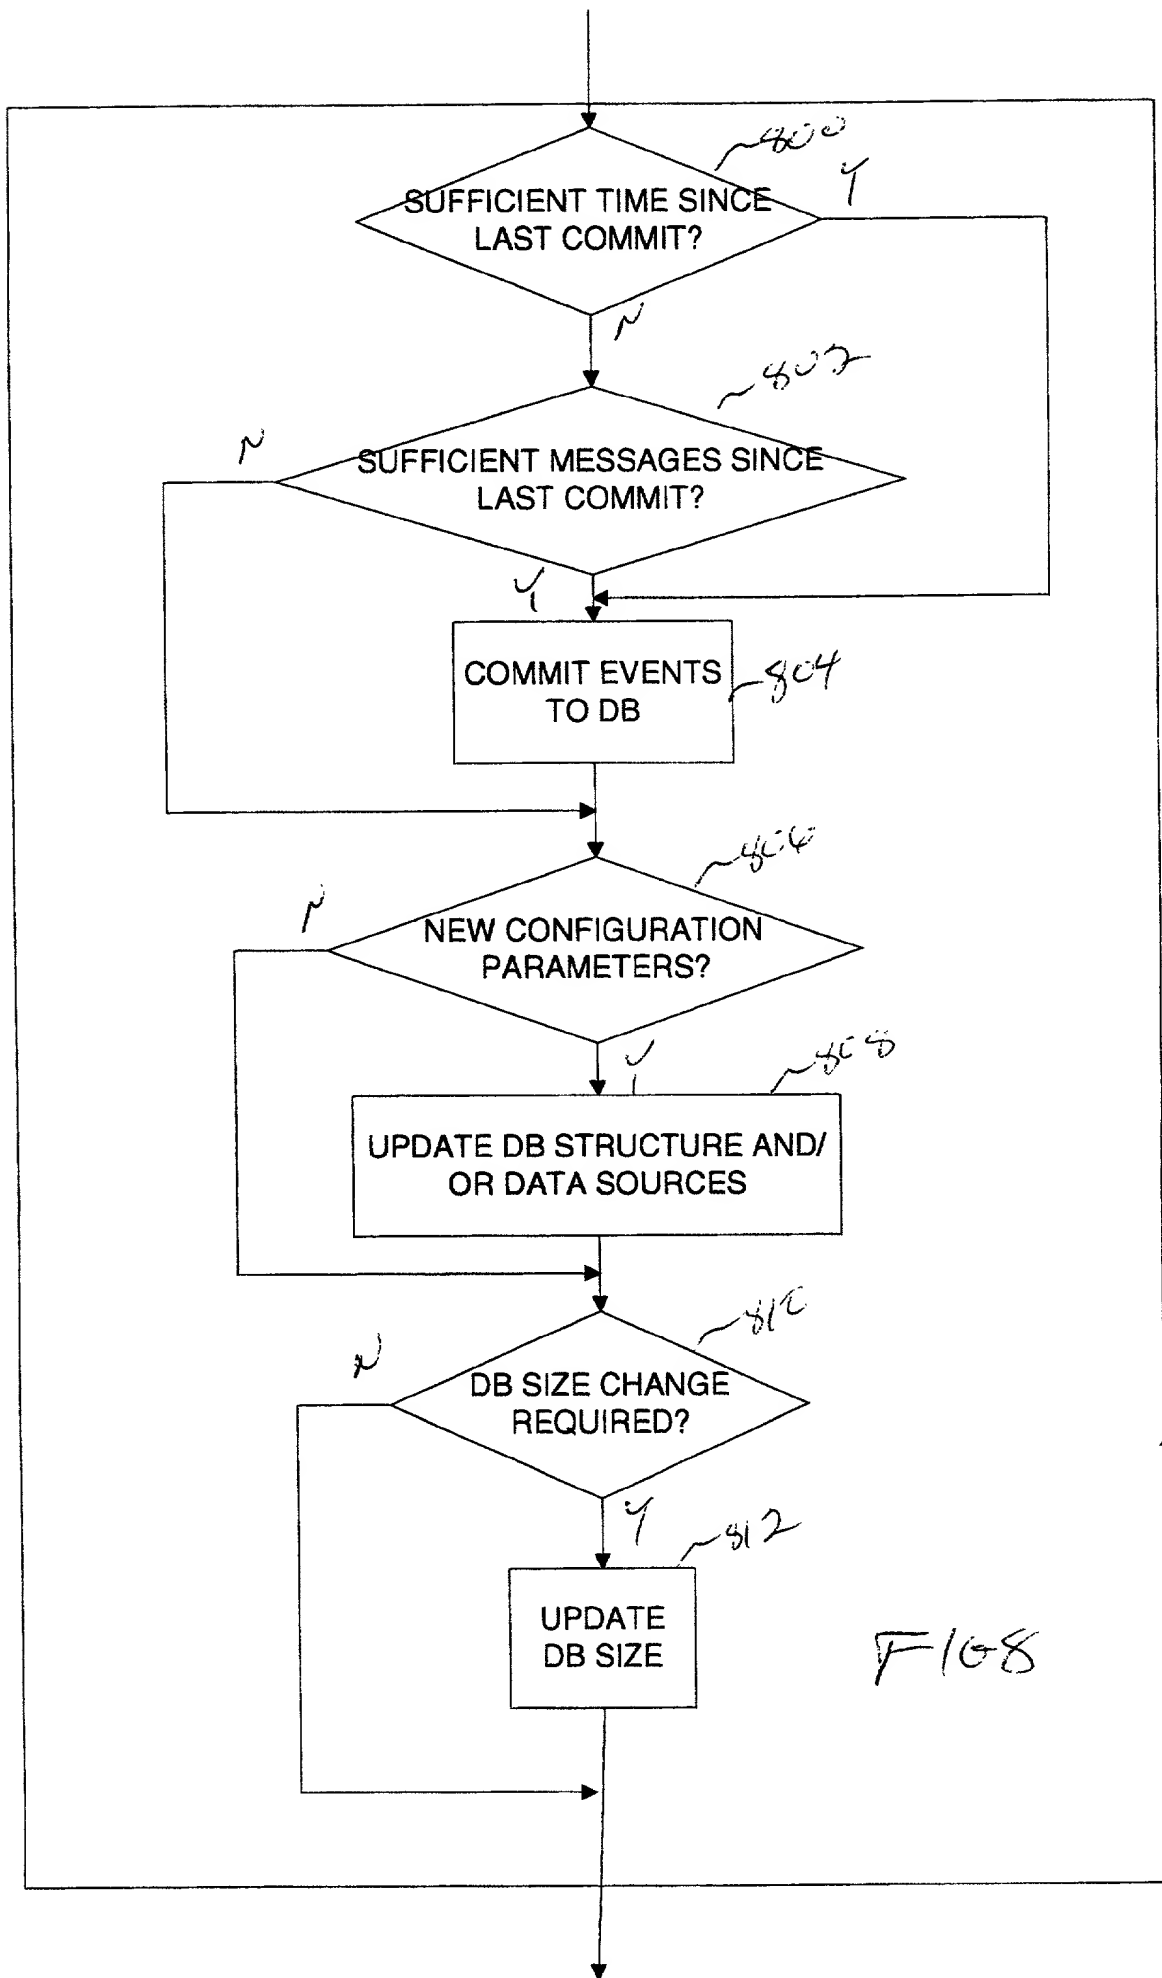 800
Y
SUFFICIENT TIME SINCE
LAST COMMIT?
N
802
N
SUFFICIENT MESSAGES SINCE
LAST COMMIT?
Y
COMMIT EVENTS
TO DB
804
806
N
NEW CONFIGURATION
PARAMETERS?
Y
808
UPDATE DB STRUCTURE AND/
OR DATA SOURCES
810
N
DB SIZE CHANGE
REQUIRED?
Y
812
UPDATE
DB SIZE
FIG 8